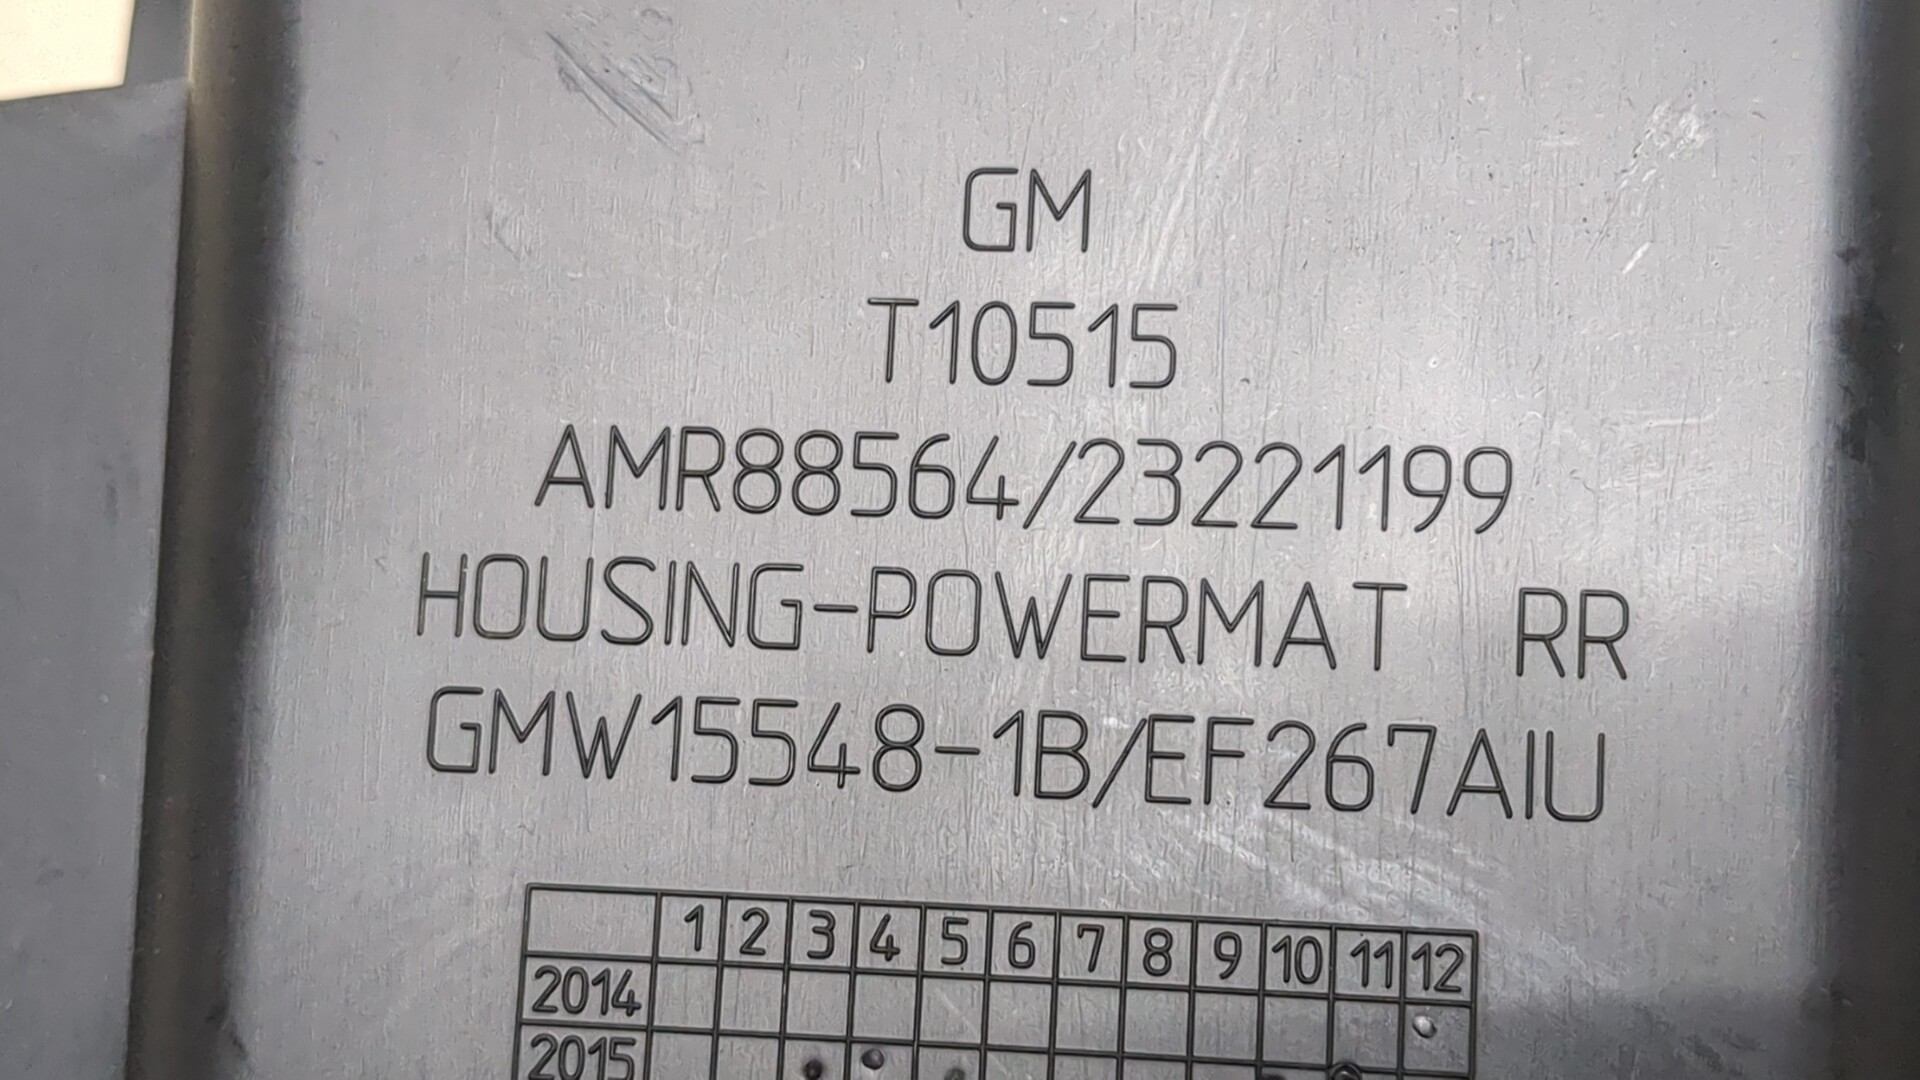 GM
T10515
AMR88564/23221199
HOUSING-POWERMAT RR
GMW15548-1B/EF267AIU
1 2 3 4 5 6 7 8 9 10 11 12
2014
2015